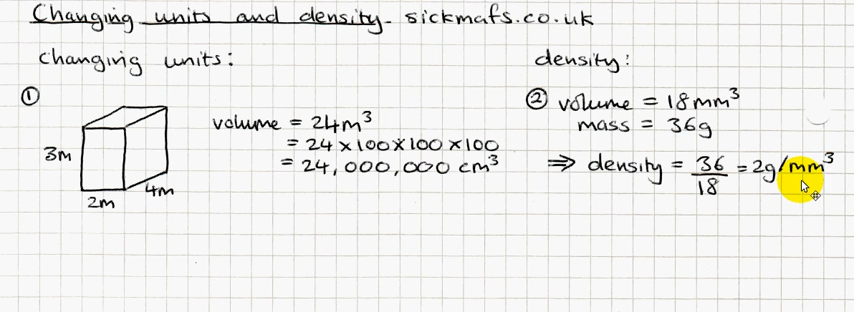 Changing units and density - sickmafs.co.uk
changing units:
①
3m
4m
2m
volume = 24m³
= 24 x 100 x 100 x 100
= 24,000,000 cm³
density:
② volume = 18mm³
mass = 36g
⇒ density = 36/18 = 2g/mm³